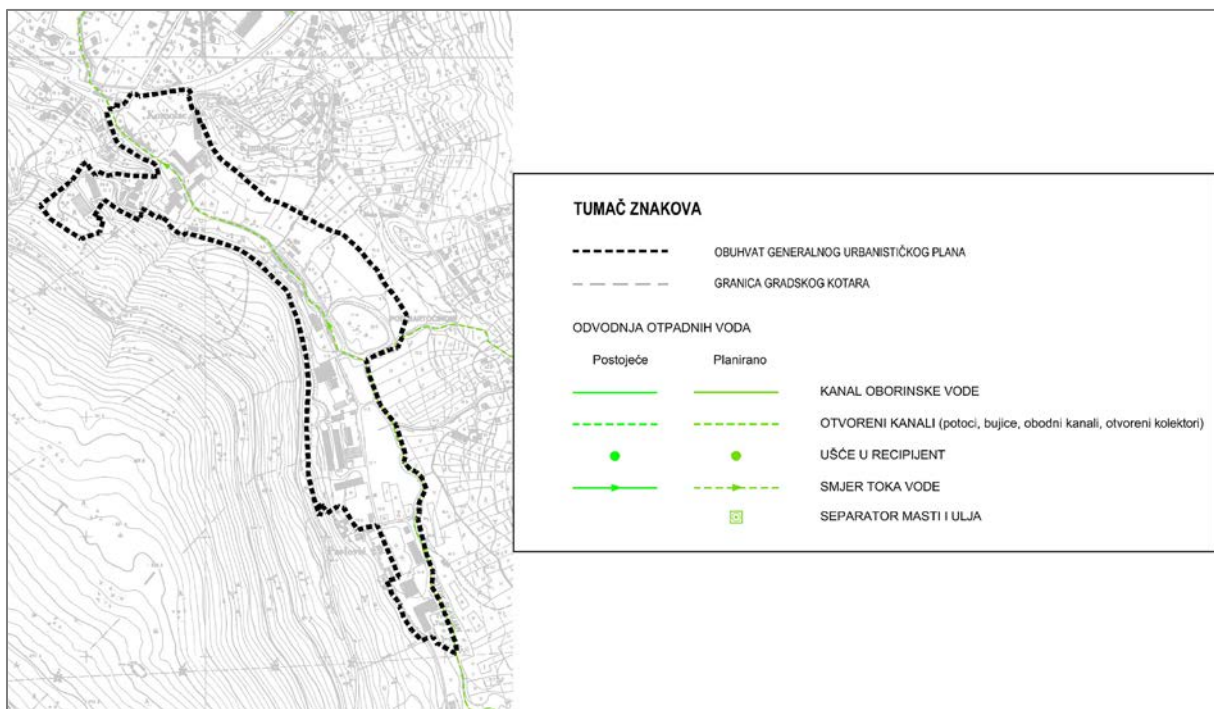 TUMAČ ZNAKOVA
OBUHVAT GENERALNOG URBANISTIČKOG PLANA
GRANICA GRADSKOG KOTARA
ODVODNJA OTPADNIH VODA
Postojeće Planirano
KANAL OBORINSKE VODE
OTVORENI KANALI (potoci, bujice, obodni kanali, otvoreni kolektori)
UŠĆE U RECIPIJENT
SMJER TOKA VODE
SEPARATOR MASTI I ULJA